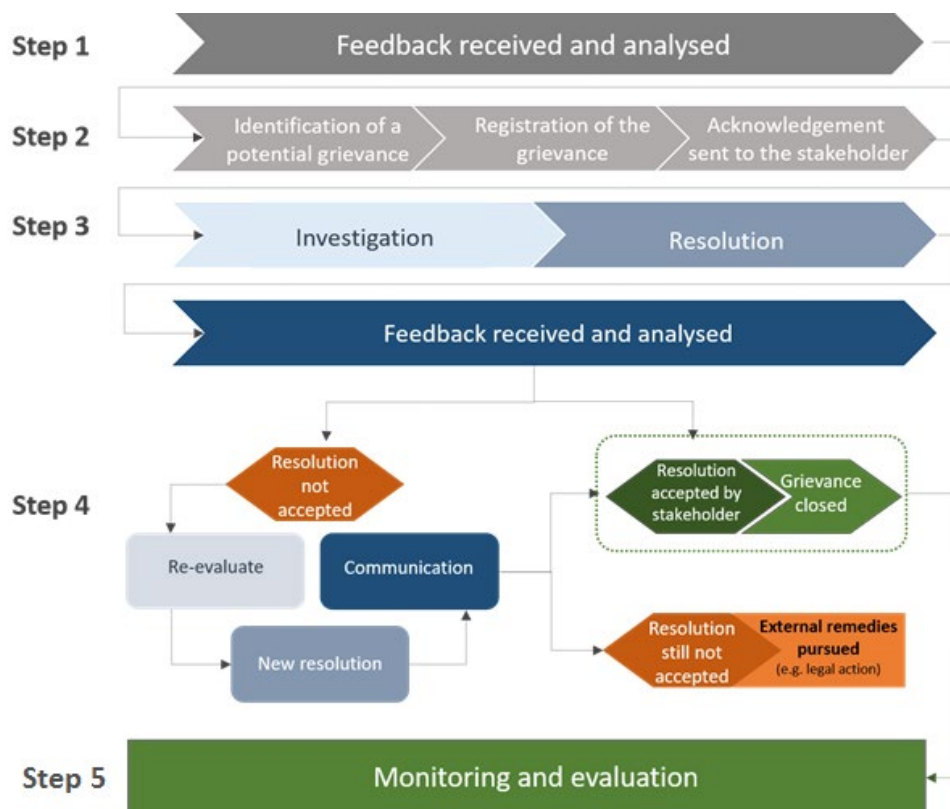 Step 1
Feedback received and analysed
Step 2
Identification of a
potential grievance
Registration of the
grievance
Acknowledgement
sent to the stakeholder
Step 3
Investigation
Resolution
Feedback received and analysed
Step 4
Resolution
not
accepted
Resolution
accepted by
stakeholder
Grievance
closed
Re-evaluate
Communication
New resolution
Resolution
still not
accepted
External remedies
pursued
(e.g. legal action)
Step 5
Monitoring and evaluation